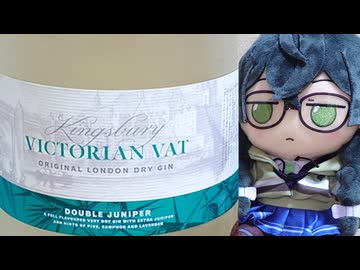 Kingsbury
VICTORIAN VAT
ORIGINAL LONDON DRY GIN
DOUBLE JUNIPER
A FULL FLAVOURED VERY DRY GIN WITH EXTRA JUNIPER
AND HINTS OF PINE, CAMPHOR AND LAVENDER